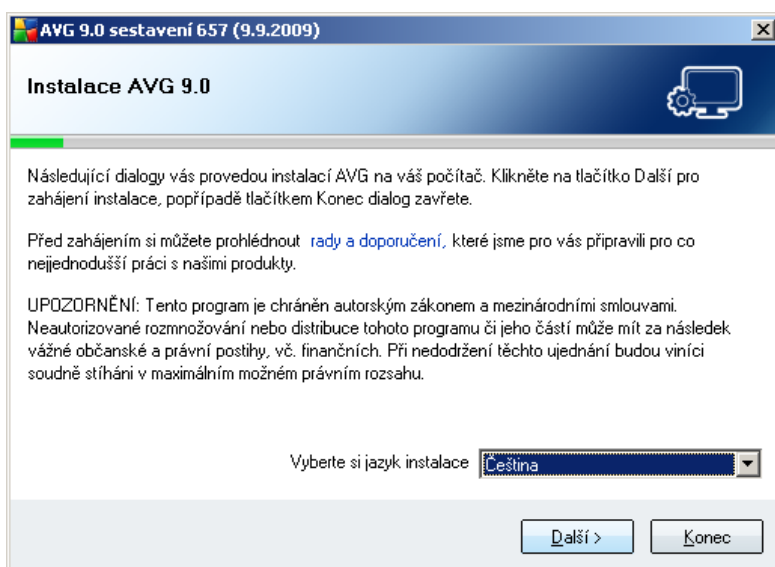 AVG 9.0 sestavení 657 (9.9.2009)
Instalace AVG 9.0
Následující dialogy vás provedou instalací AVG na váš počítač. Klikněte na tlačítko Další pro
zahájení instalace, popřípadě tlačítkem Konec dialog zavřete.
Před zahájením si můžete prohlédnout rady a doporučení, které jsme pro vás připravili pro co
nejjednodušší práci s našimi produkty.
UPOZORNĚNÍ: Tento program je chráněn autorským zákonem a mezinárodními smlouvami.
Neautorizované rozmnožování nebo distribuce tohoto programu či jeho částí může mít za následek
vážné občanské a právní postihy, vč. finančních. Při nedodržení těchto ujednání budou viníci
soudně stíháni v maximálním možném právním rozsahu.
Vyberte si jazyk instalace Čeština
Další > Konec